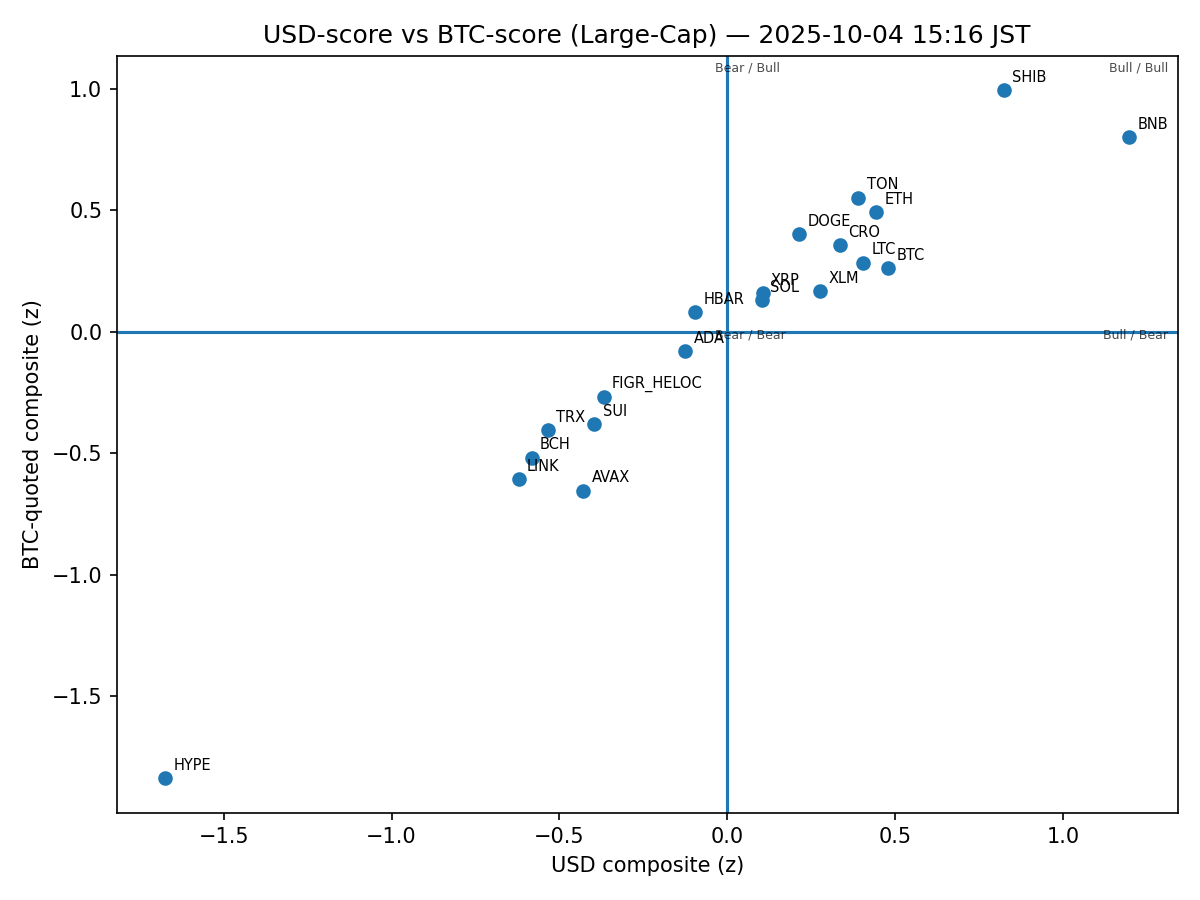 USD-score vs BTC-score (Large-Cap) — 2025-10-04 15:16 JST
Bear / Bull
Bull / Bull
SHIB
BNB
TON
ETH
DOGE
CRO
LTC
BTC
XRP
SOL
XLM
HBAR
ADA
Bear / Bear
Bull / Bear
FIGR_HELOC
SUI
TRX
BCH
LINK
AVAX
HYPE
1.0
0.5
0.0
−0.5
−1.0
−1.5
BTC-quoted composite (z)
−1.5
−1.0
−0.5
0.0
0.5
1.0
USD composite (z)